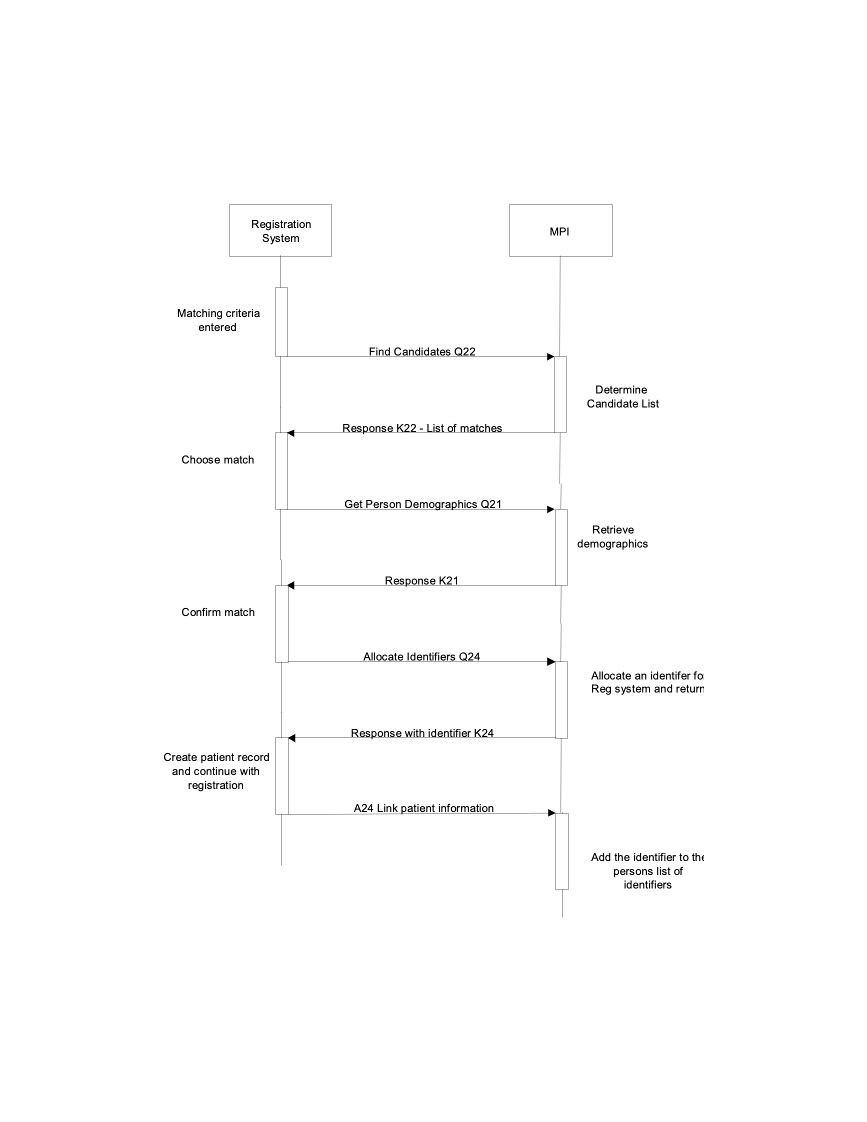 Registration
System
MPI
Matching criteria
entered
Find Candidates Q22
Determine
Candidate List
Response K22 - List of matches
Choose match
Get Person Demographics Q21
Retrieve
demographics
Response K21
Confirm match
Allocate Identifiers Q24
Allocate an identifer fo
Reg system and return
Response with identifier K24
Create patient record
and continue with
registration
A24 Link patient information
Add the identifier to the
persons list of
identifiers